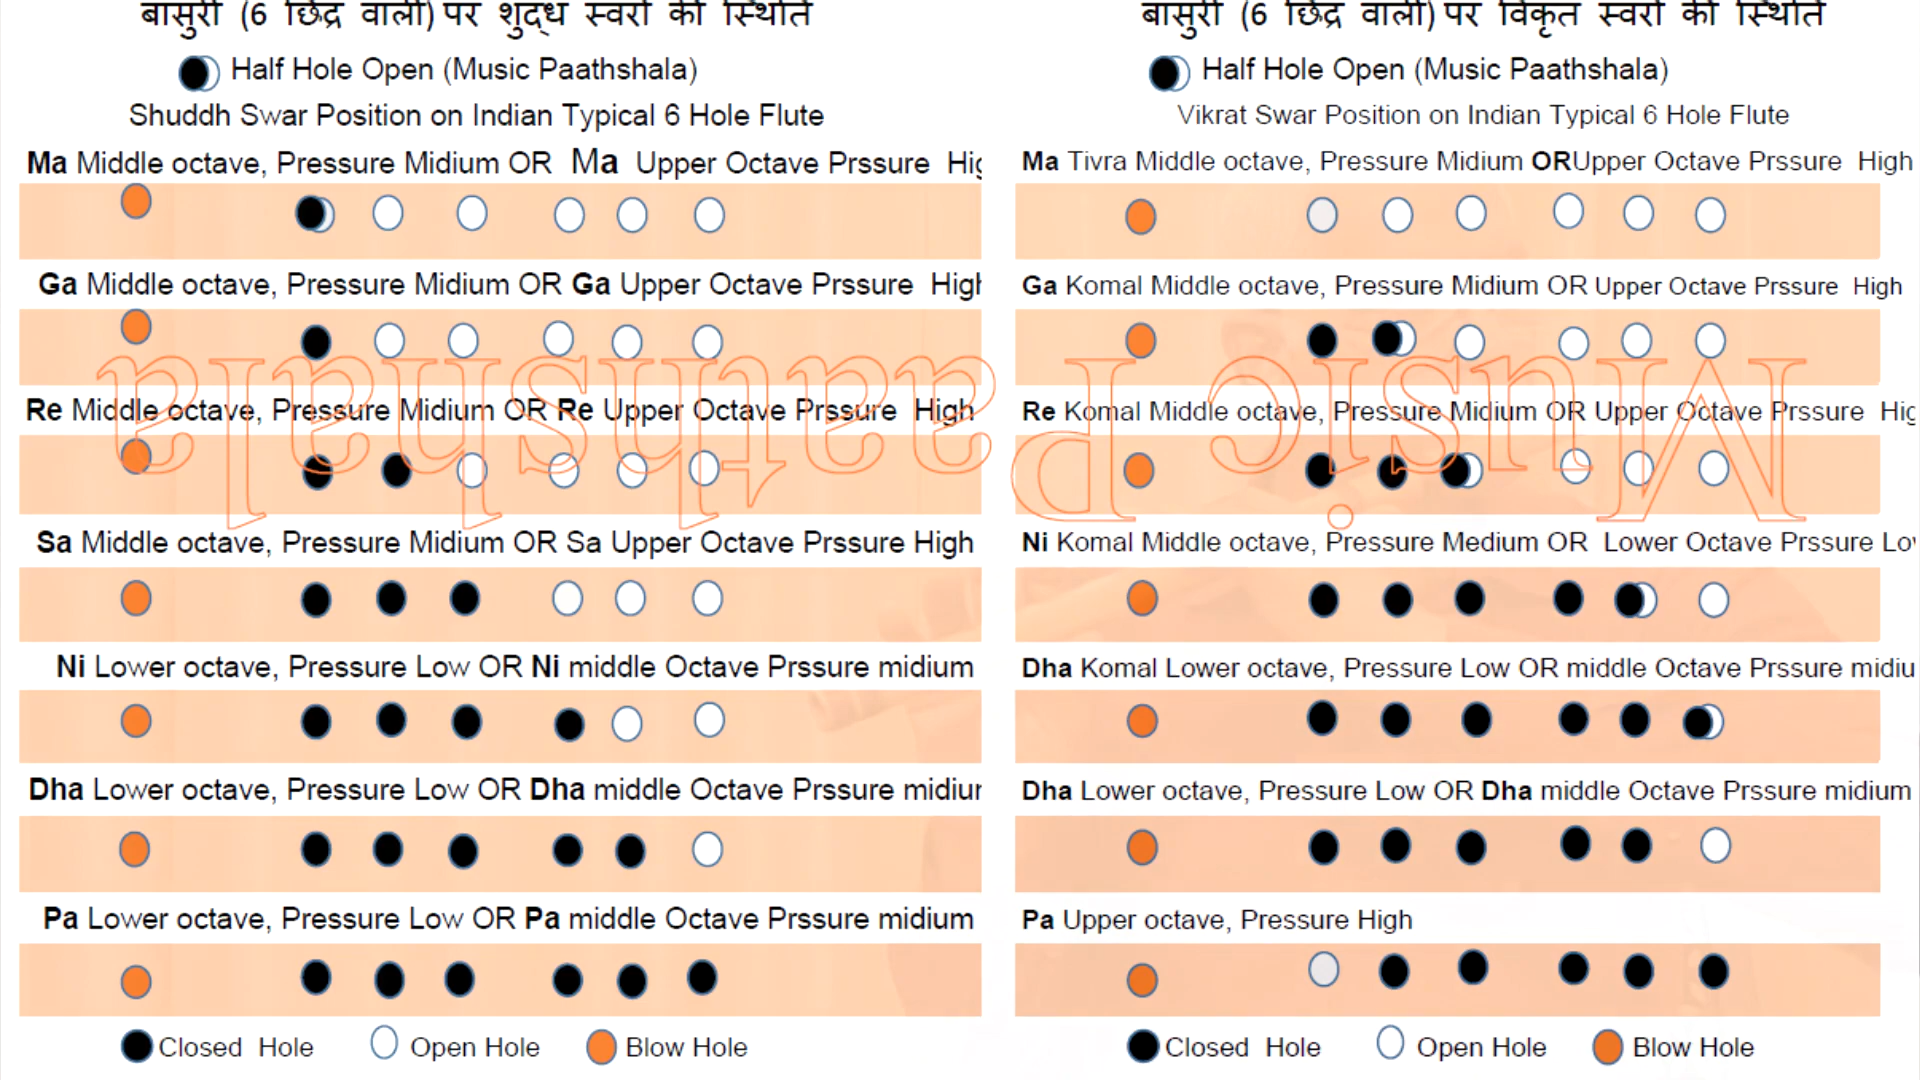 बांसुरी (6 छिद्र वाली) पर शुद्ध स्वरों की स्थिति
Half Hole Open (Music Paathshala)
Shuddh Swar Position on Indian Typical 6 Hole Flute
Ma Middle octave, Pressure Midium OR Ma Upper Octave Prssure
Ga Middle octave, Pressure Midium OR Ga Upper Octave Prssure High
Re Middle octave, Pressure Midium OR Re Upper Octave Prssure High
Sa Middle octave, Pressure Midium OR Sa Upper Octave Prssure High
Ni Lower octave, Pressure Low OR Ni middle Octave Prssure midium
Dha Lower octave, Pressure Low OR Dha middle Octave Prssure
Pa Lower octave, Pressure Low OR Pa middle Octave Prssure midium
Closed Hole Open Hole Blow Hole
बांसुरी (6 छिद्र वाली) पर विकृत स्वरों की स्थिति
Half Hole Open (Music Paathshala)
Vikrat Swar Position on Indian Typical 6 Hole Flute
Ma Tivra Middle octave, Pressure Midium ORUpper Octave Prssure High
Ga Komal Middle octave, Pressure Midium OR Upper Octave Prssure High
Re Komal Middle octave, Pressure Midium OR Upper Octave Prssure
Ni Komal Middle octave, Pressure Medium OR Lower Octave Prssure
Dha Komal Lower octave, Pressure Low OR middle Octave Prssure
Dha Lower octave, Pressure Low OR Dha middle Octave Prssure midium
Pa Upper octave, Pressure High
Closed Hole Open Hole Blow Hole
Music Paathshala